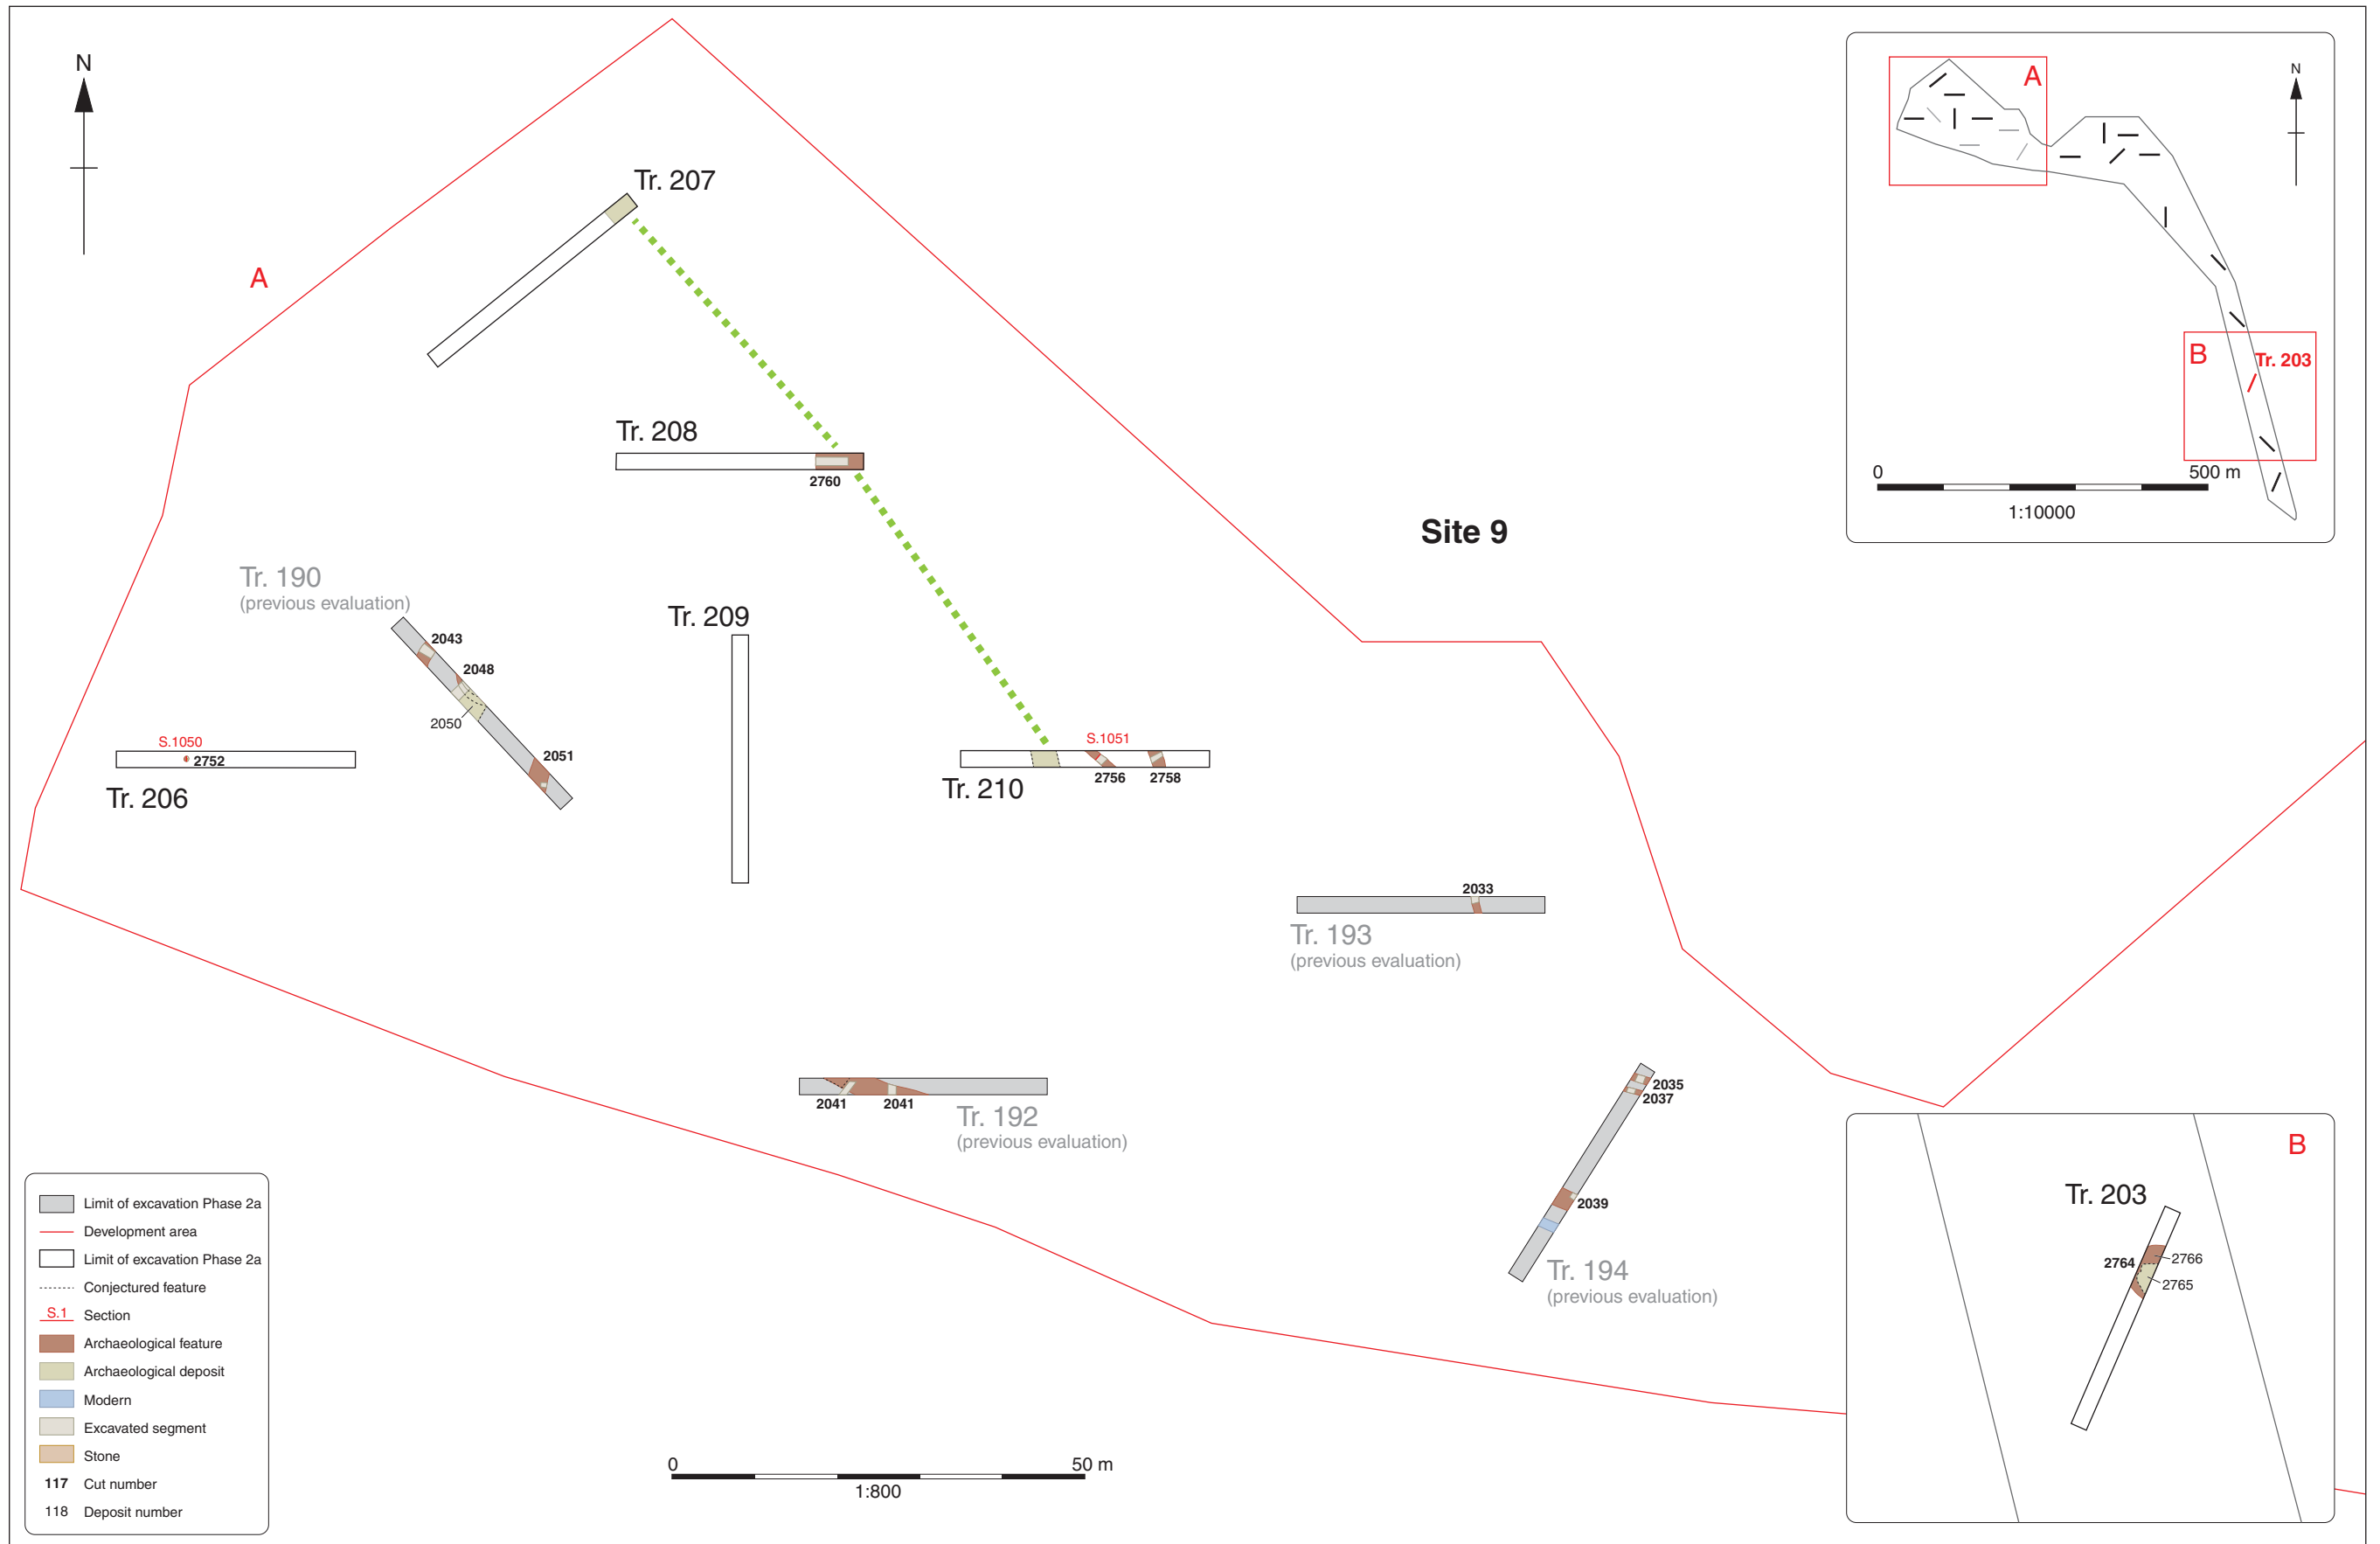 N
A
Tr. 207
Tr. 208
2760
Site 9
Tr. 190
(previous evaluation)
2043
2048
2050
2051
Tr. 209
S.1050
2752
Tr. 206
S.1051
2756
2758
Tr. 210
2033
Tr. 193
(previous evaluation)
2041
2041
Tr. 192
(previous evaluation)
2035
2037
2039
Tr. 194
(previous evaluation)
A
N
B
Tr. 203
0
500 m
1:10000
B
Tr. 203
2764
2766
2765
Limit of excavation Phase 2a
Development area
Limit of excavation Phase 2a
Conjectured feature
S.1 Section
Archaeological feature
Archaeological deposit
Modern
Excavated segment
Stone
117 Cut number
118 Deposit number
0
50 m
1:800